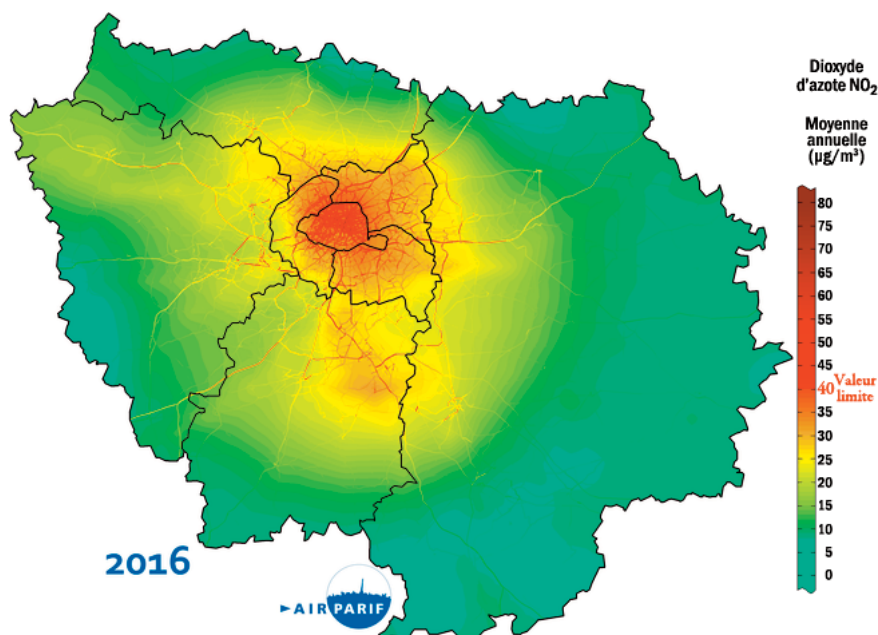 Dioxyde
d'azote NO₂
Moyenne
annuelle
(µg/m³)
80
75
70
65
60
55
50
45
40 Valeur
limite
35
30
25
20
15
10
5
0
2016
AIRPARIF